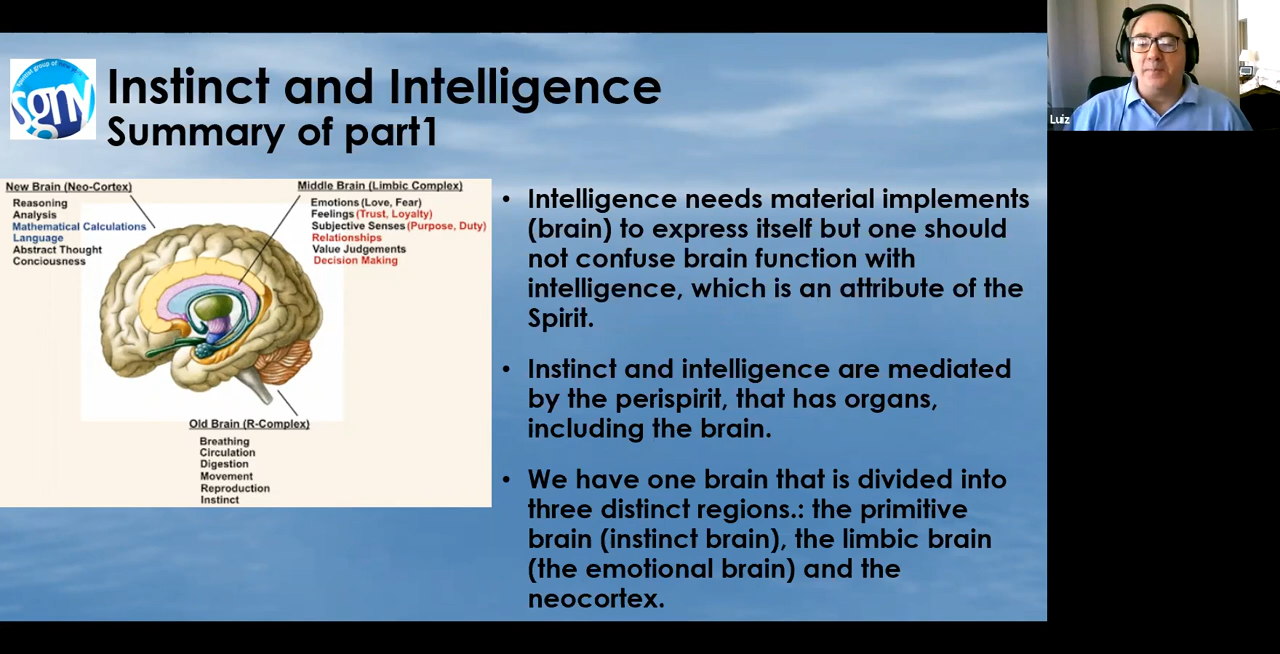 Instinct and Intelligence
Summary of part1
sgny
New Brain (Neo-Cortex)
Reasoning
Analysis
Mathematical Calculations
Language
Abstract Thought
Conciousness
Middle Brain (Limbic Complex)
Emotions (Love, Fear)
Feelings (Trust, Loyalty)
Subjective Senses (Purpose, Duty)
Relationships
Value Judgements
Decision Making
Old Brain (R-Complex)
Breathing
Circulation
Digestion
Movement
Reproduction
Instinct
• Intelligence needs material implements
(brain) to express itself but one should
not confuse brain function with
intelligence, which is an attribute of the
Spirit.
• Instinct and intelligence are mediated
by the perispirit, that has organs,
including the brain.
• We have one brain that is divided into
three distinct regions.: the primitive
brain (instinct brain), the limbic brain
(the emotional brain) and the
neocortex.
Luiz